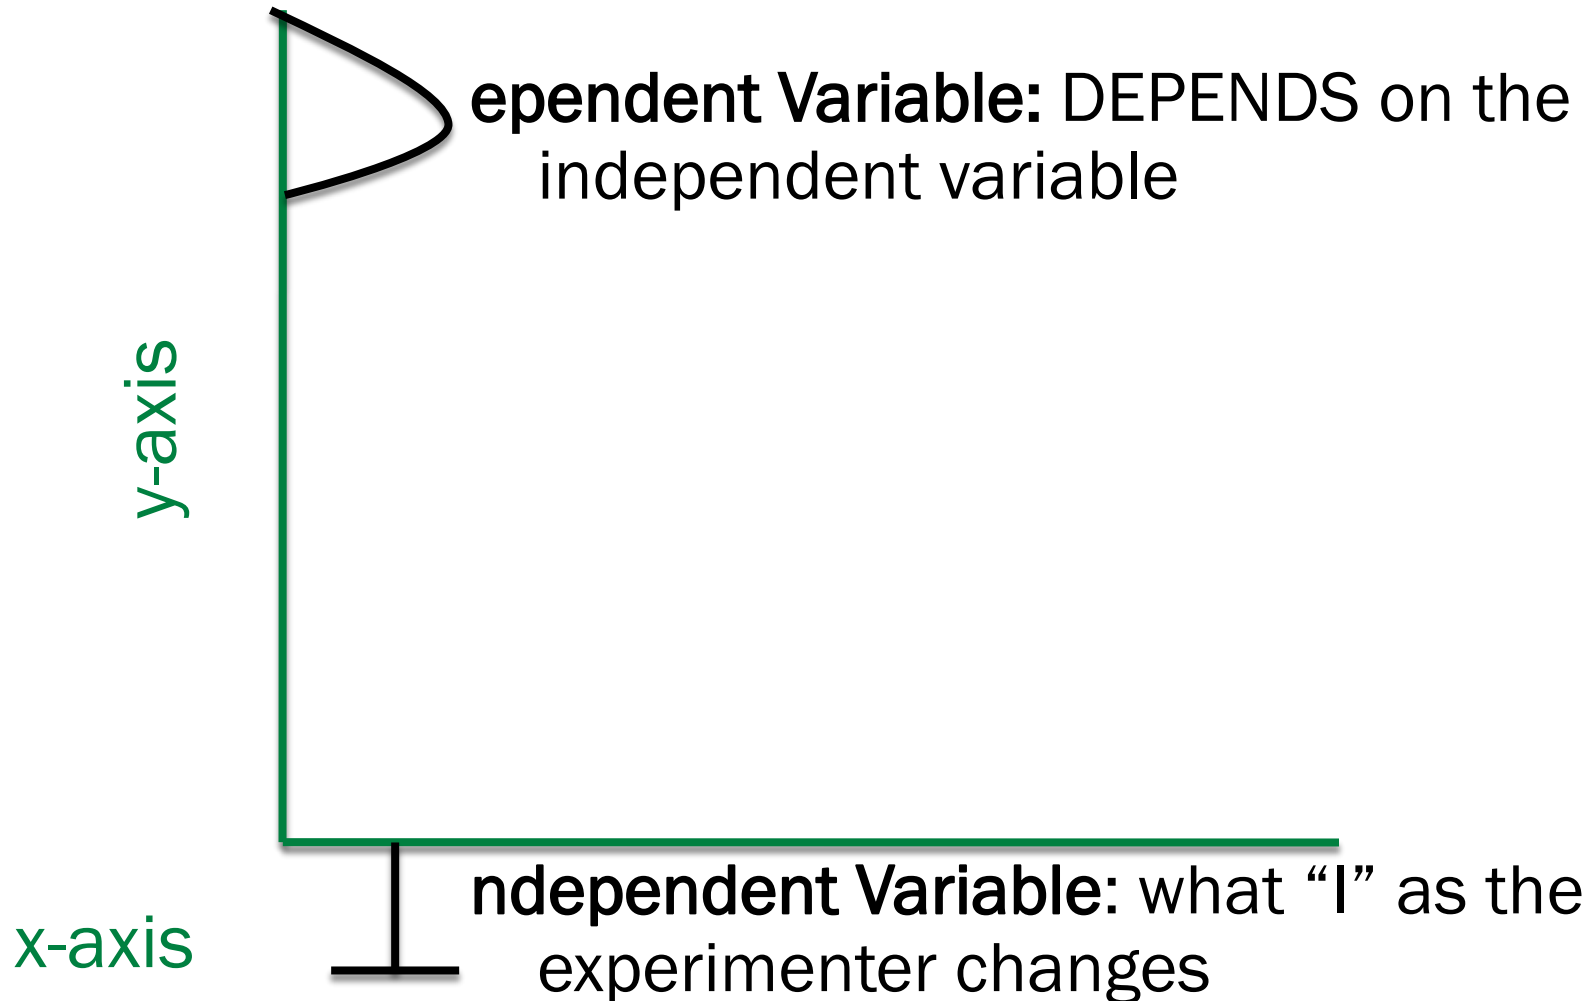 ependent Variable: DEPENDS on the
independent variable
y-axis
ndependent Variable: what “I” as the
experimenter changes
x-axis